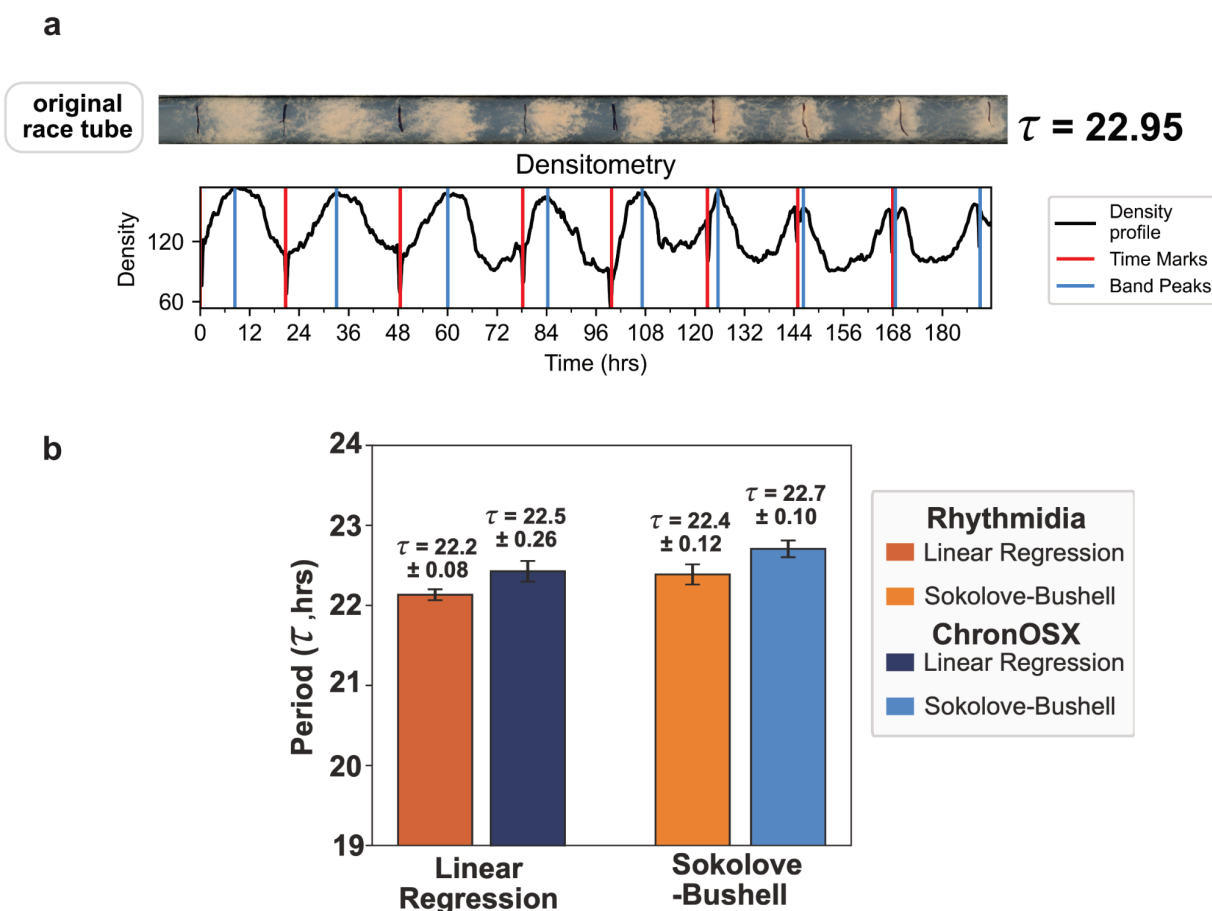 a
original
race tube
τ = 22.95
Densitometry
Density
120
60
0 12 24 36 48 60 72 84 96 108 120 132 144 156 168 180
Time (hrs)
Density
profile
Time Marks
Band Peaks
b
Period (τ ,hrs)
24
23
22
21
20
19
τ = 22.2
± 0.08
τ = 22.5
± 0.26
τ = 22.4
± 0.12
τ = 22.7
± 0.10
Linear
Regression
Sokolove
-Bushell
Rhythmidia
Linear Regression
Sokolove-Bushell
ChronOSX
Linear Regression
Sokolove-Bushell